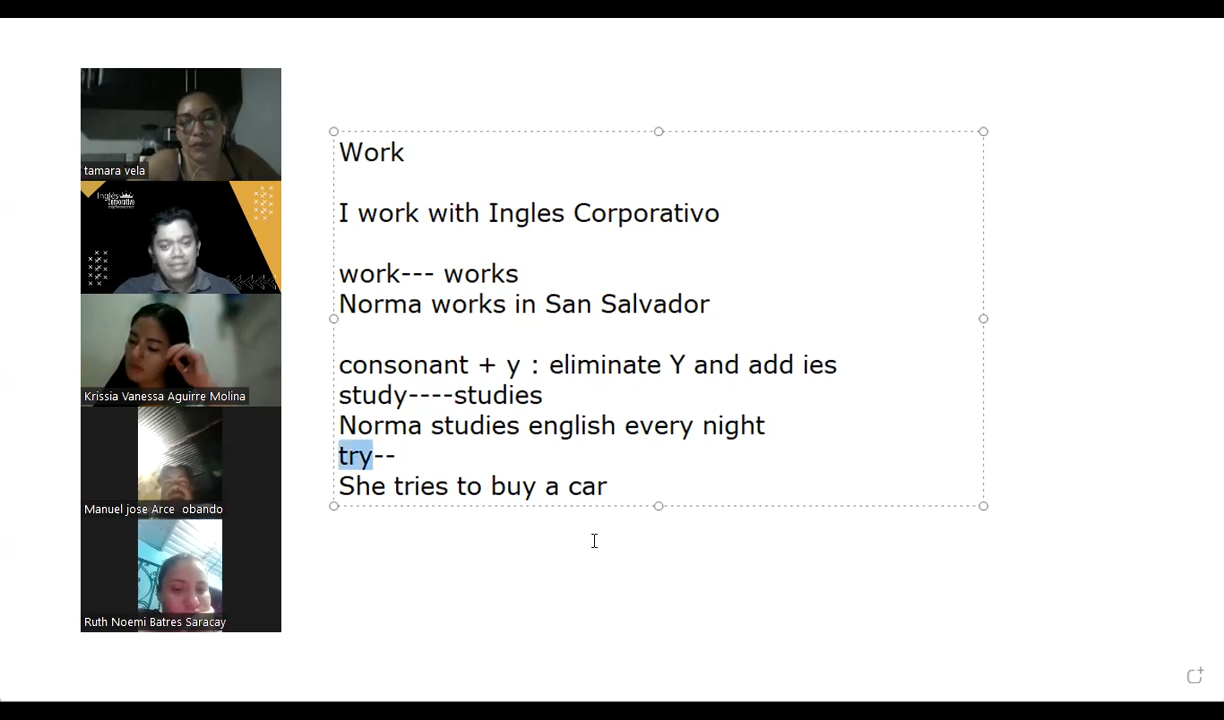 tamara vela
Inglés
Corporativo
Krissia Vanessa Aguirre Molina
Manuel jose Arce obando
Ruth Noemi Batres Saracay
Work
I work with Ingles Corporativo
work--- works
Norma works in San Salvador
consonant + y : eliminate Y and add ies
study----studies
Norma studies english every night
try--
She tries to buy a car